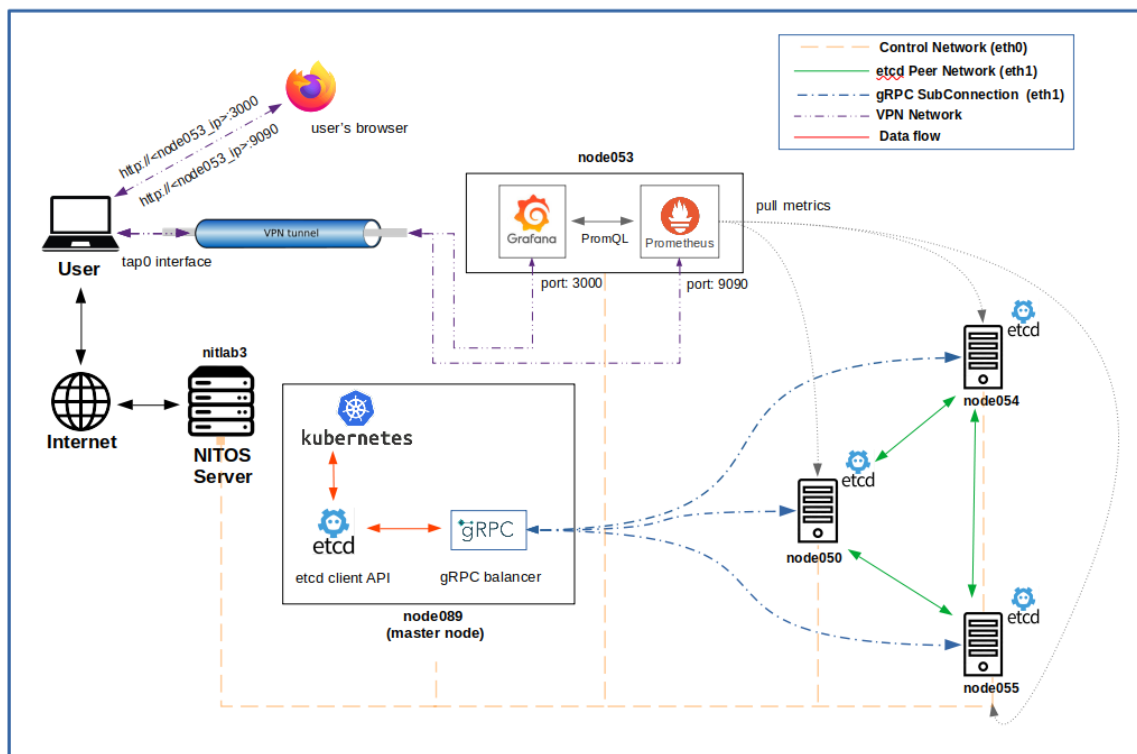 Control Network (eth0)
etcd Peer Network (eth1)
gRPC SubConnection (eth1)
VPN Network
Data flow
http://<node053_ip>:3000
http://<node053_ip>:9090
user's browser
node053
Grafana
PromQL
Prometheus
pull metrics
VPN tunnel
tap0 interface
User
port: 3000
port: 9090
etcd
node054
nitlab3
Internet
NITOS
Server
kubernetes
etcd
etcd client API
gRPC
gRPC balancer
node089
(master node)
etcd
node050
etcd
node055